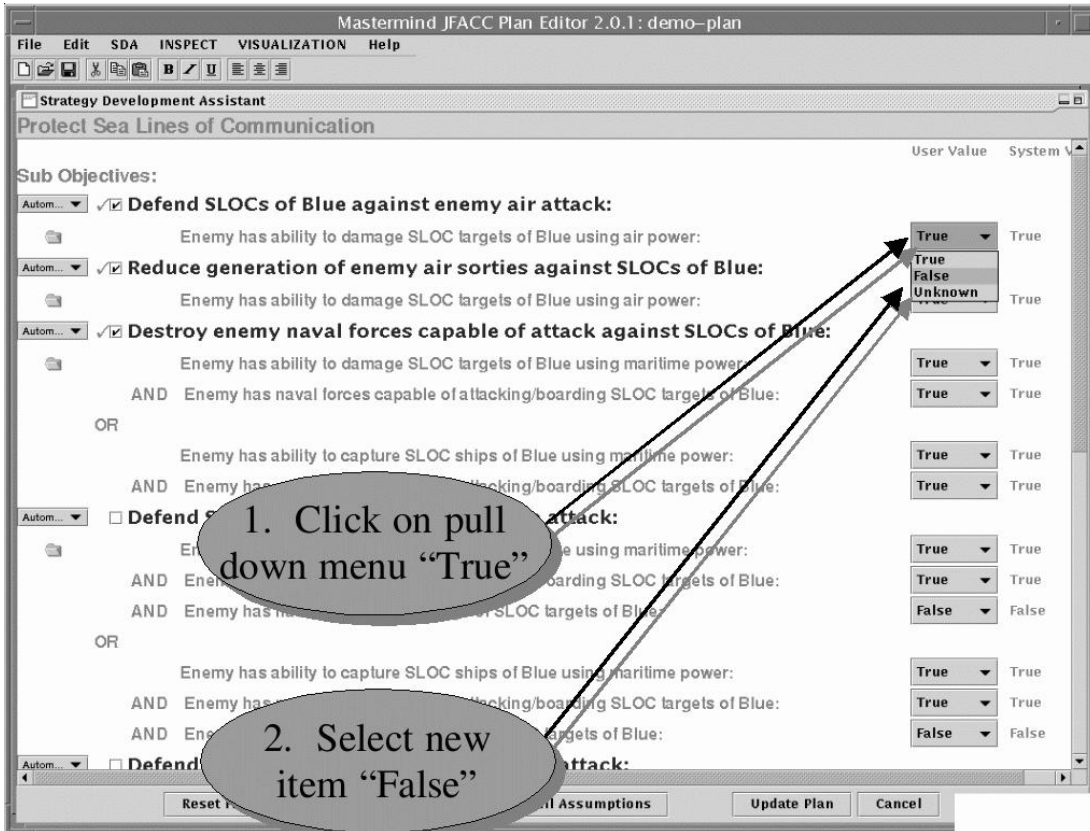 Mastermind JFACC Plan Editor 2.0.1: demo-plan
File Edit SDA INSPECT VISUALIZATION Help
B I U
Strategy Development Assistant
Protect Sea Lines of Communication
User Value System V
Sub Objectives:
Autom... Defend SLOCs of Blue against enemy air attack:
Enemy has ability to damage SLOC targets of Blue using air power: True True
True
Autom... Reduce generation of enemy air sorties against SLOCs of Blue: False
Unknown
Enemy has ability to damage SLOC targets of Blue using air power: True
Autom... Destroy enemy naval forces capable of attack against SLOCs of Blue:
Enemy has ability to damage SLOC targets of Blue using maritime power: True True
AND Enemy has naval forces capable of attacking/boarding SLOC targets of Blue: True True
OR
Enemy has ability to capture SLOC ships of Blue using maritime power: True True
AND Enemy has attacking/boarding SLOC targets of Blue: True True
Autom... Defend attack:
1. Click on pull
down menu “True”
using maritime power: True True
AND boarding SLOC targets of Blue: True True
AND Enemy has of SLOC targets of Blue: False False
OR
Enemy has ability to capture SLOC ships of Blue using maritime power: True True
AND Enemy has attacking/boarding SLOC targets of Blue: True True
AND targets of Blue: False False
2. Select new
item “False”
Autom... Defend attack:
Reset Assumptions Update Plan Cancel